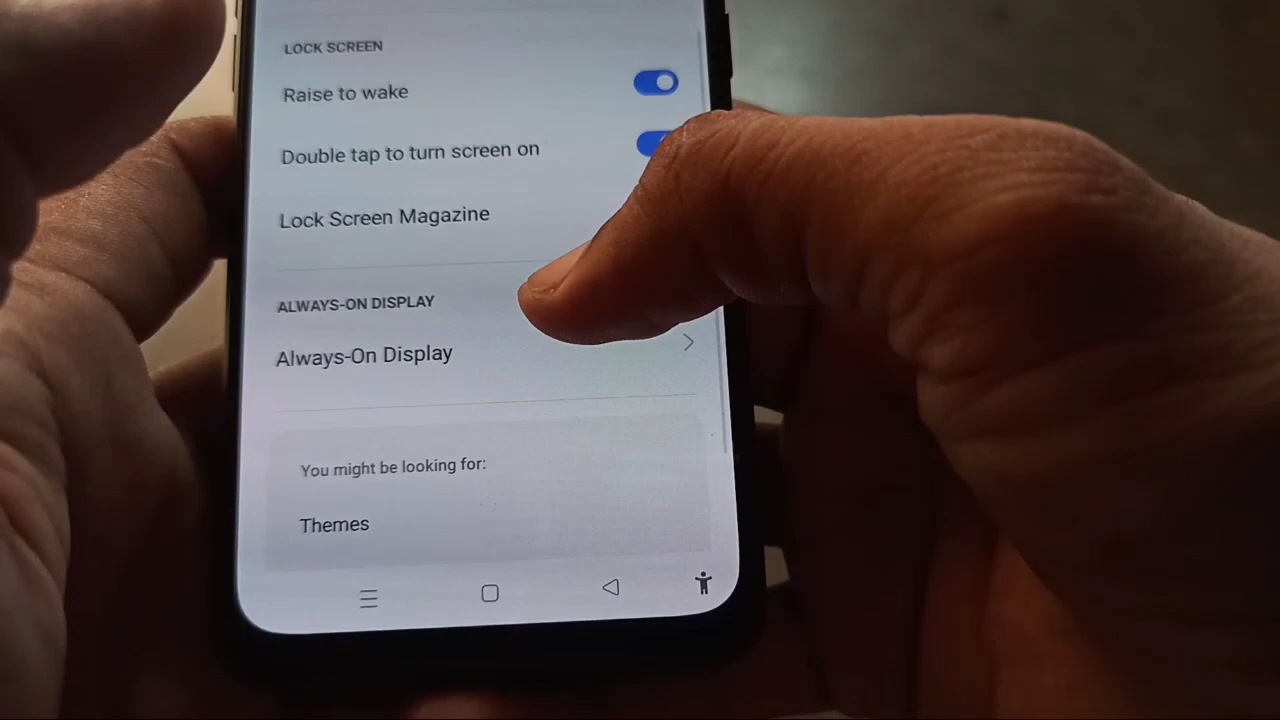 LOCK SCREEN
Raise to wake
Double tap to turn screen on
Lock Screen Magazine
ALWAYS-ON DISPLAY
Always-On Display
You might be looking for:
Themes